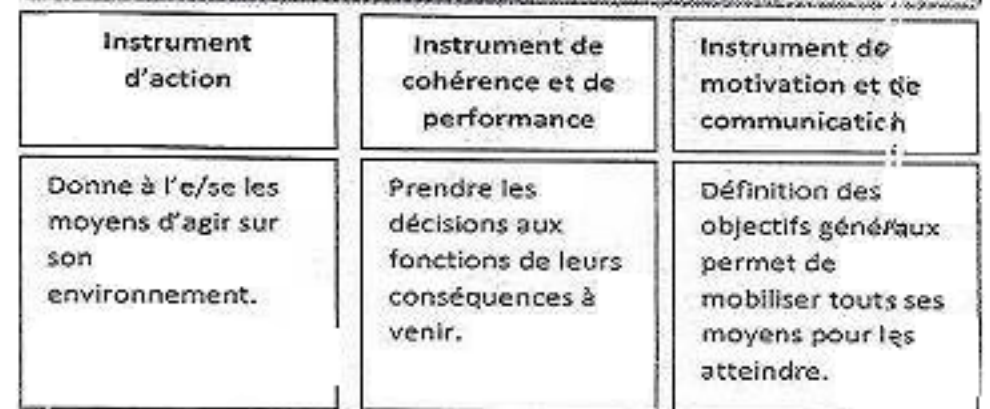 Instrument
d'action
Instrument de
cohérence et de
performance
Instrument de
motivation et de
communication
Donne à l'e/se les
moyens d'agir sur
son
environnement.
Prendre les
décisions aux
fonctions de leurs
conséquences à
venir.
Définition des
objectifs généraux
permet de
mobiliser touts ses
moyens pour les
atteindre.